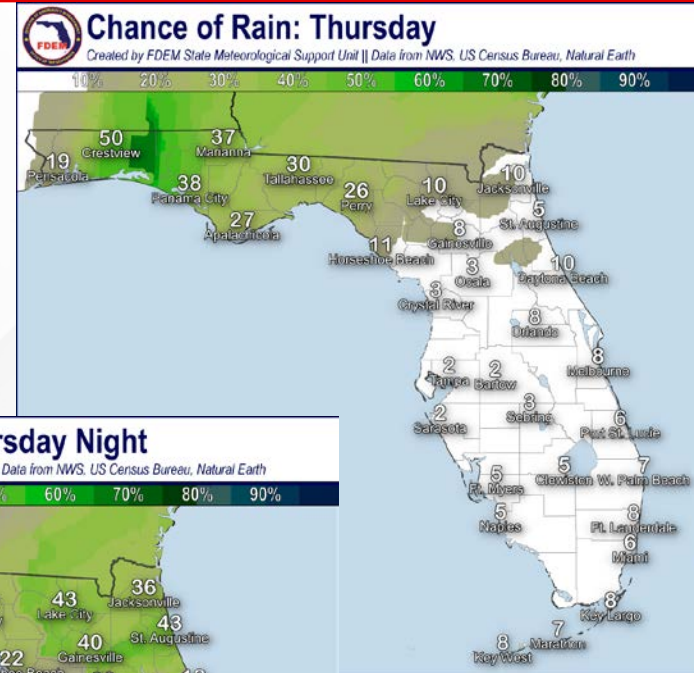 FDEM
Chance of Rain: Thursday
Created by FDEM State Meteorological Support Unit || Data from NWS, US Census Bureau, Natural Earth
10% 20% 30% 40% 50% 60% 70% 80% 90%
19
Pensacola
50
Crestview
37
Marianna
38
Panama City
27
Apalachicola
30
Tallahassee
26
Perry
10
Lake City
10
Jacksonville
5
St. Augustine
8
Gainesville
11
Horseshoe Beach
3
Ocala
10
Daytona Beach
3
Crystal River
8
Orlando
8
Melbourne
2
Tampa
2
Bartow
2
Sarasota
3
Sebring
6
Port St. Lucie
5
Ft. Myers
5
Clewiston
7
W. Palm Beach
5
Naples
8
Ft. Lauderdale
6
Miami
8
Key Largo
7
Marathon
8
Key West
rsday Night
Data from NWS, US Census Bureau, Natural Earth
60% 70% 80% 90%
43
Lake City
36
Jacksonville
43
St. Augustine
40
Gainesville
22